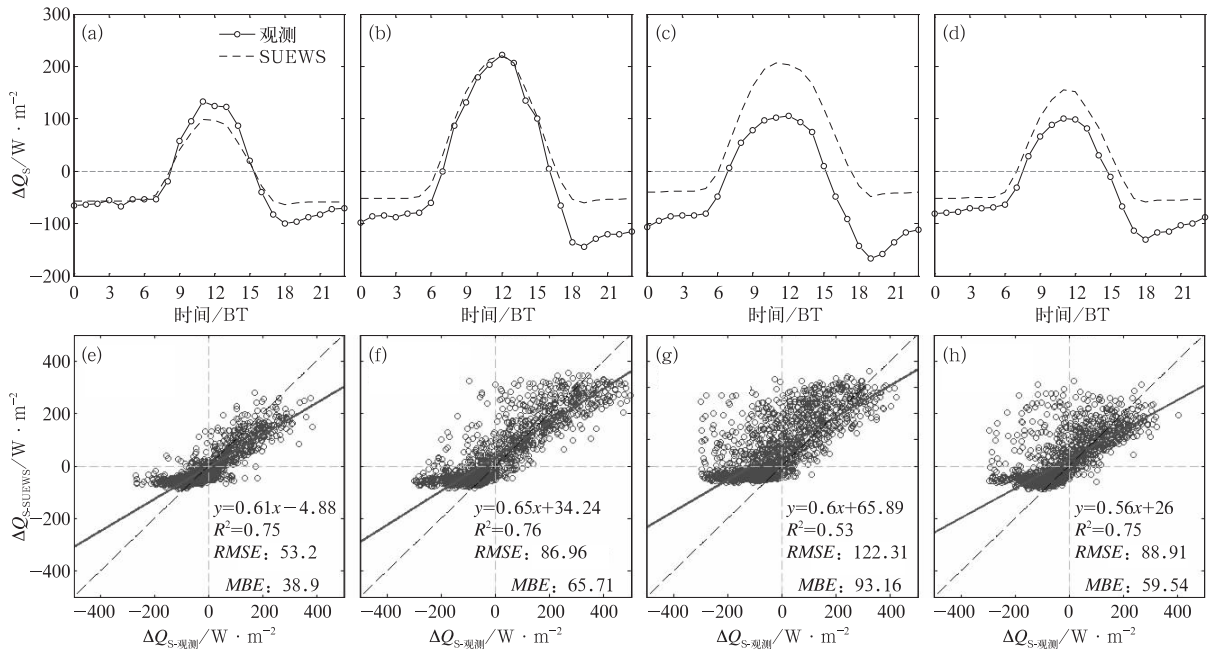 (a)
观测
SUEWS
(b)
(c)
(d)
ΔQS/W · m−2
300
200
100
0
−100
−200
0 3 6 9 12 15 18 21
0 3 6 9 12 15 18 21
0 3 6 9 12 15 18 21
0 3 6 9 12 15 18 21
时间/BT
时间/BT
时间/BT
时间/BT
ΔQS-SUEWS/W · m−2
400
200
0
−200
−400
(e)
y=0.61x−4.88
R2=0.75
RMSE：53.2
MBE：38.9
(f)
y=0.65x+34.24
R2=0.76
RMSE：86.96
MBE：65.71
(g)
y=0.6x+65.89
R2=0.53
RMSE：122.31
MBE：93.16
(h)
y=0.56x+26
R2=0.75
RMSE：88.91
MBE：59.54
−400 −200 0 200 400
−400 −200 0 200 400
−400 −200 0 200 400
−400 −200 0 200 400
ΔQS-观测/W · m−2
ΔQS-观测/W · m−2
ΔQS-观测/W · m−2
ΔQS-观测/W · m−2